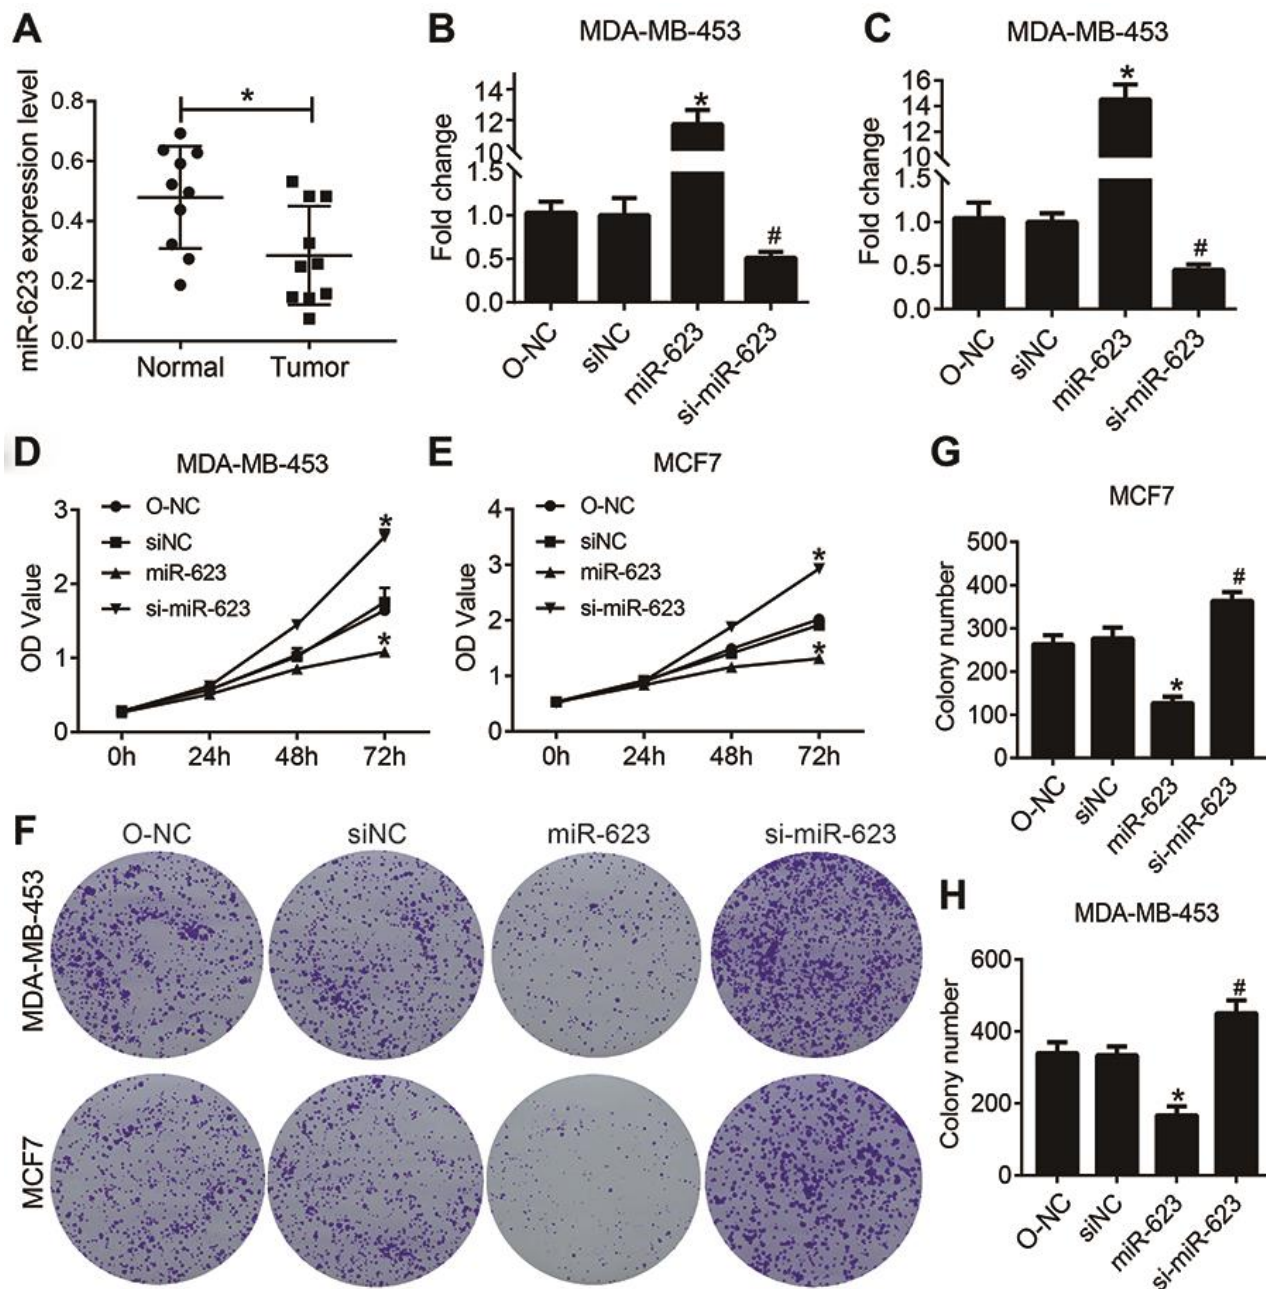 A
miR-623 expression level
0.8
0.6
0.4
0.2
0.0
*
Normal
Tumor
B
MDA-MB-453
Fold change
14
12
10
1.5
1.0
0.5
0.0
*
#
O-NC
siNC
miR-623
si-miR-623
C
MDA-MB-453
Fold change
16
14
12
10
1.5
1.0
0.5
0.0
*
#
O-NC
siNC
miR-623
si-miR-623
D
MDA-MB-453
OD Value
3
2
1
0
O-NC
siNC
miR-623
si-miR-623
*
*
0h
24h
48h
72h
E
MCF7
OD Value
4
3
2
1
0
O-NC
siNC
miR-623
si-miR-623
*
*
0h
24h
48h
72h
G
MCF7
Colony number
500
400
300
200
100
0
*
#
O-NC
siNC
miR-623
si-miR-623
F
O-NC
siNC
miR-623
si-miR-623
MDA-MB-453
MCF7
H
MDA-MB-453
Colony number
600
400
200
0
*
#
O-NC
siNC
miR-623
si-miR-623